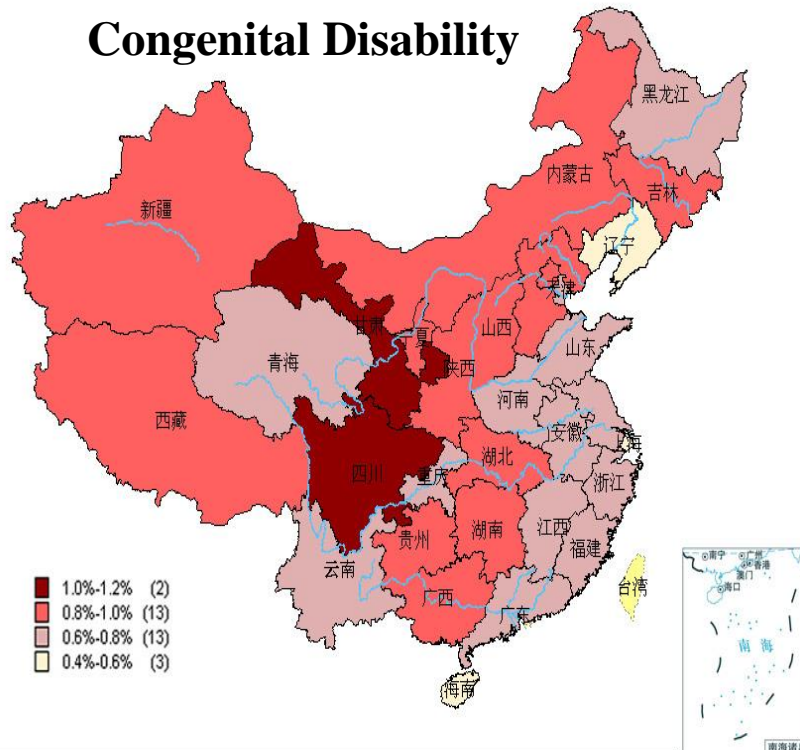 Congenital Disability
黑龙江
内蒙古
吉林
新疆
辽宁
天津
甘肃
宁夏
山西
陕西
山东
青海
河南
西藏
安徽
上海
湖北
四川
重庆
浙江
江西
湖南
贵州
福建
云南
广西
广东
台湾
海南
1.0%-1.2% (2)
0.8%-1.0% (13)
0.6%-0.8% (13)
0.4%-0.6% (3)
南宁
广州
香港
澳门
海口
南海